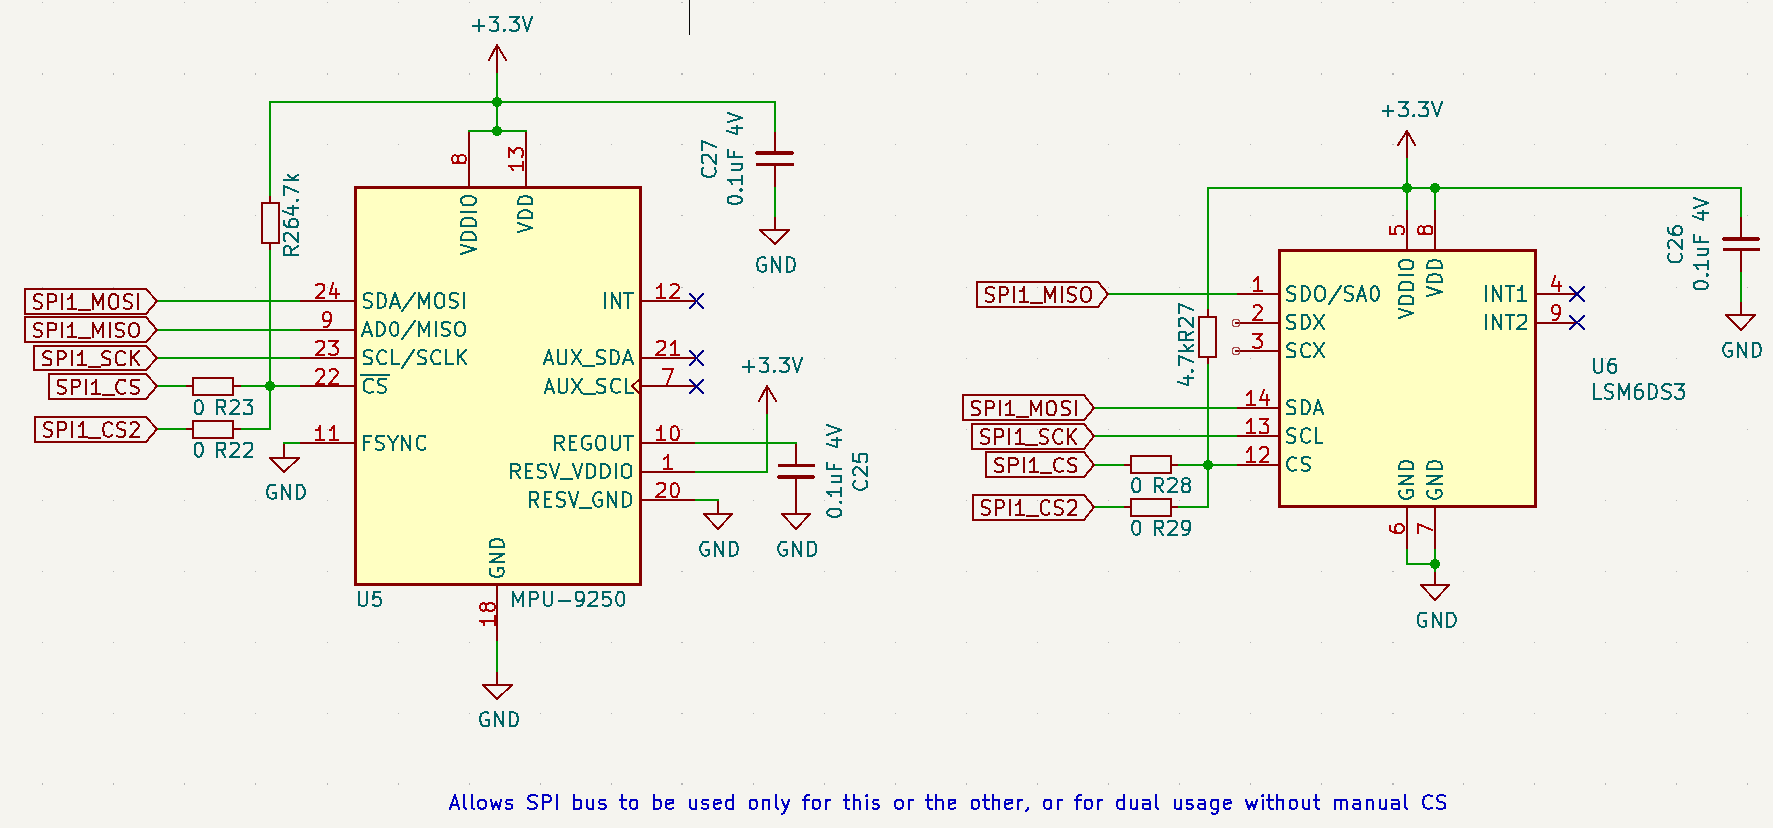 +3.3V
C27
0.1uF 4V
GND
8
13
VDDIO
VDD
R26
4.7k
SPI1_MOSI
24
SDA/MOSI
SPI1_MISO
9
AD0/MISO
SPI1_SCK
23
SCL/SCLK
SPI1_CS
0 R23
22
CS
SPI1_CS2
0 R22
11
FSYNC
GND
INT
12
AUX_SDA
21
AUX_SCL
7
+3.3V
REGOUT
10
RESV_VDDIO
1
RESV_GND
20
GND
0.1uF 4V
C25
GND
GND
18
U5
MPU-9250
GND
+3.3V
C26
0.1uF 4V
GND
5
8
VDDIO
VDD
SPI1_MISO
1
SDO/SA0
2
SDX
3
SCX
4.7k
R27
SPI1_MOSI
14
SDA
SPI1_SCK
13
SCL
SPI1_CS
0 R28
12
CS
SPI1_CS2
0 R29
INT1
4
INT2
9
U6
LSM6DS3
GND
GND
6
7
GND
Allows SPI bus to be used only for this or the other, or for dual usage without manual CS